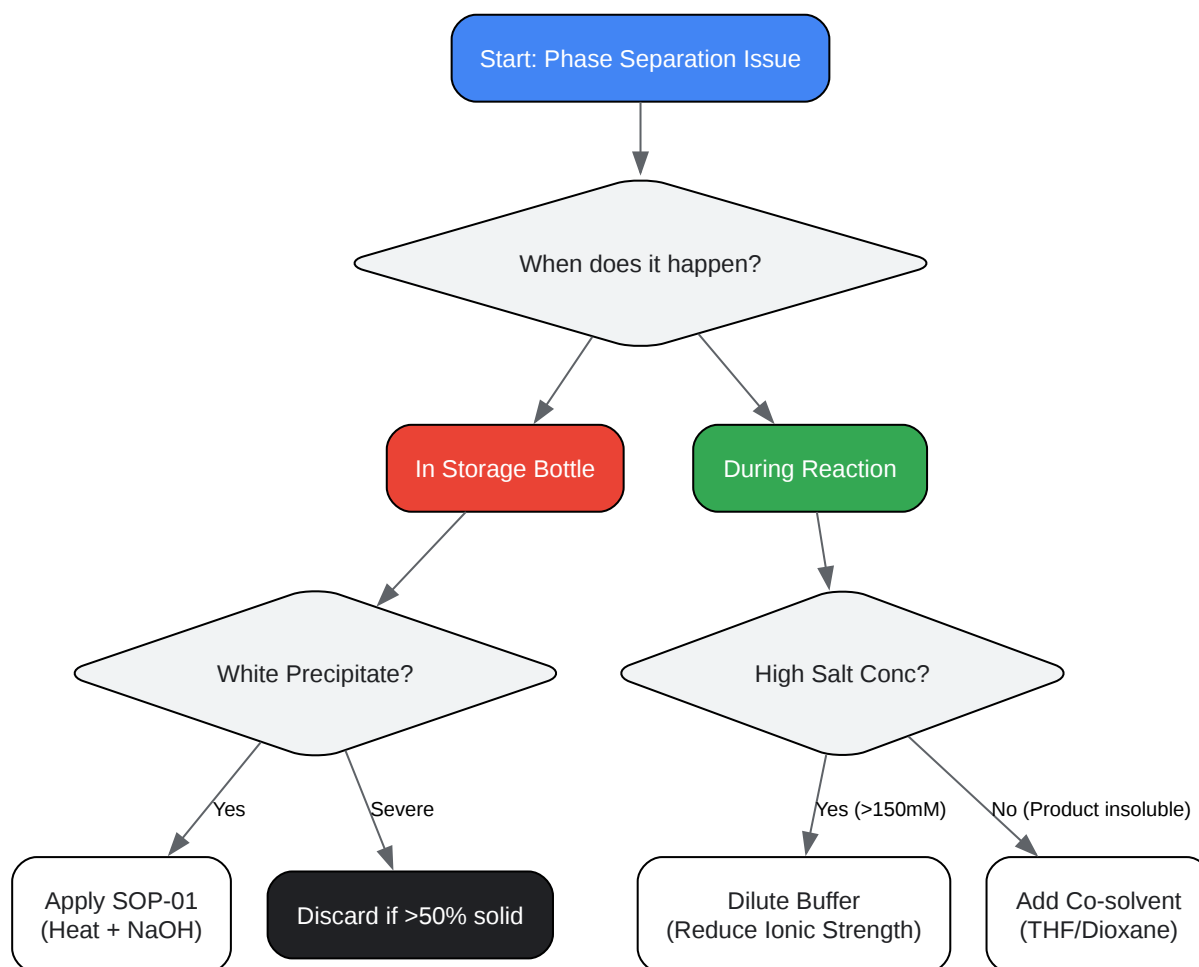 Start: Phase Separation Issue
When does it happen?
In Storage Bottle
During Reaction
White Precipitate?
High Salt Conc?
Yes
Severe
Yes (>150mM)
No (Product insoluble)
Apply SOP-01
(Heat + NaOH)
Discard if >50% solid
Dilute Buffer
(Reduce Ionic Strength)
Add Co-solvent
(THF/Dioxane)